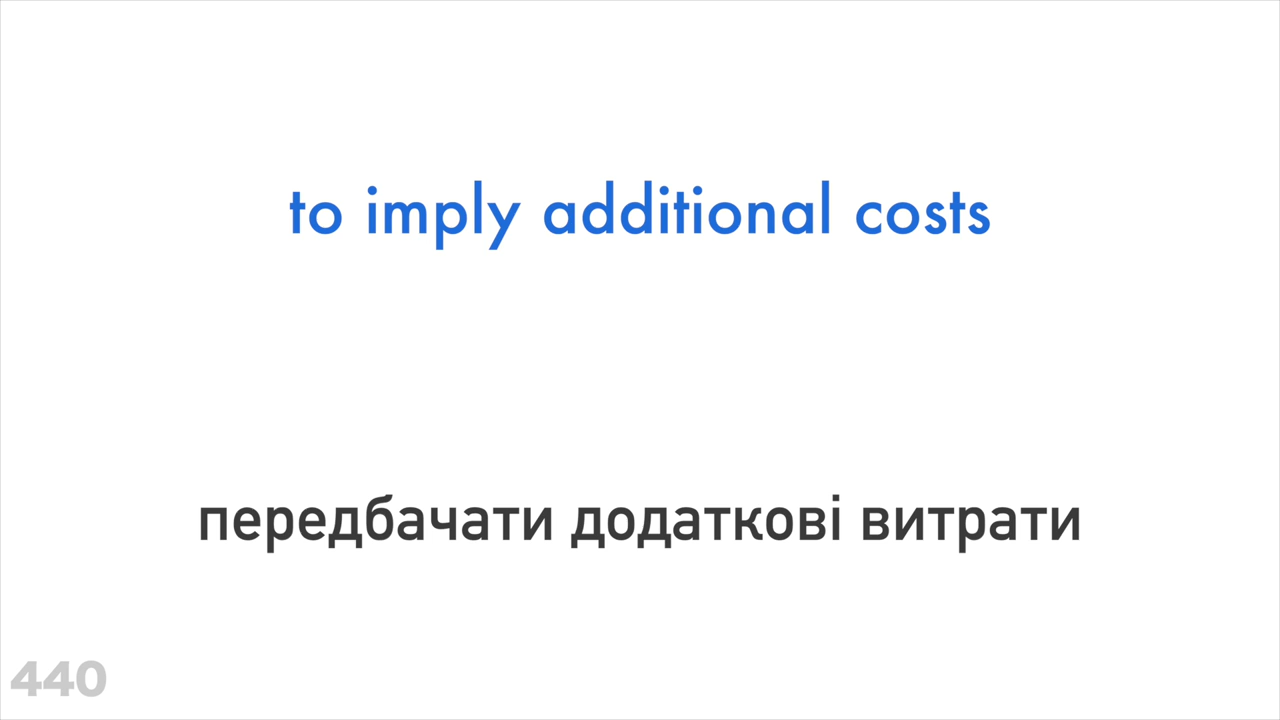 to imply additional costs
передбачати додаткові витрати
440